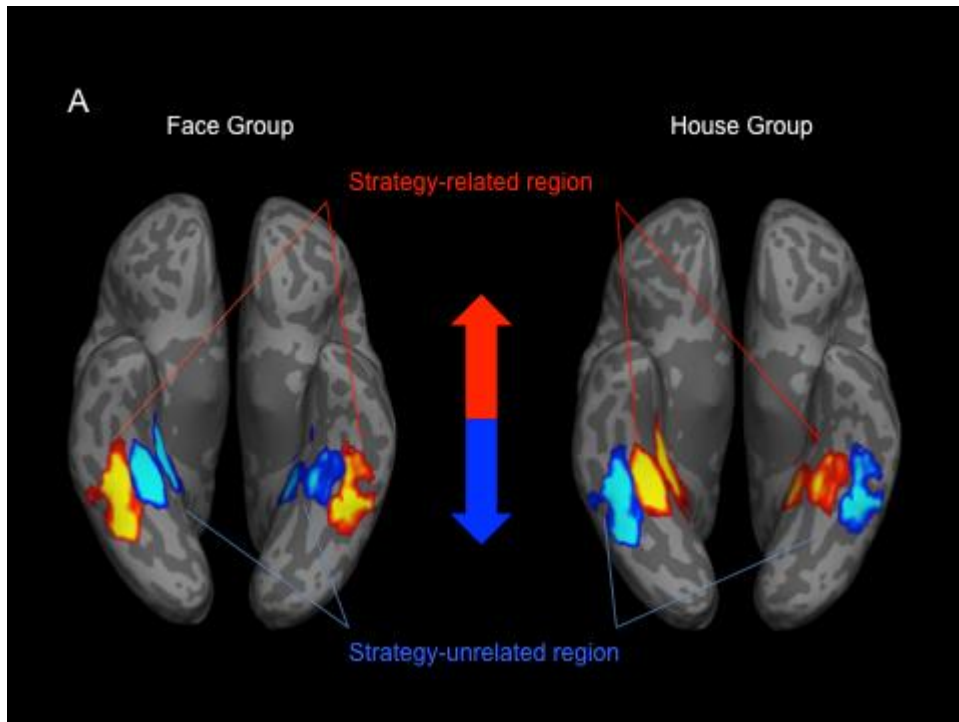 A
Face Group
House Group
Strategy-related region
Strategy-unrelated region